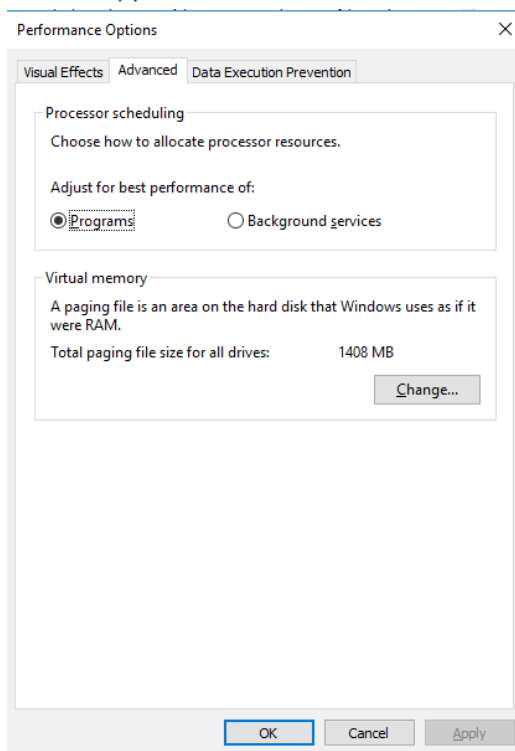 Performance Options
Visual Effects Advanced Data Execution Prevention
Processor scheduling
Choose how to allocate processor resources.
Adjust for best performance of:
Programs Background services
Virtual memory
A paging file is an area on the hard disk that Windows uses as if it
were RAM.
Total paging file size for all drives: 1408 MB
Change...
OK Cancel Apply